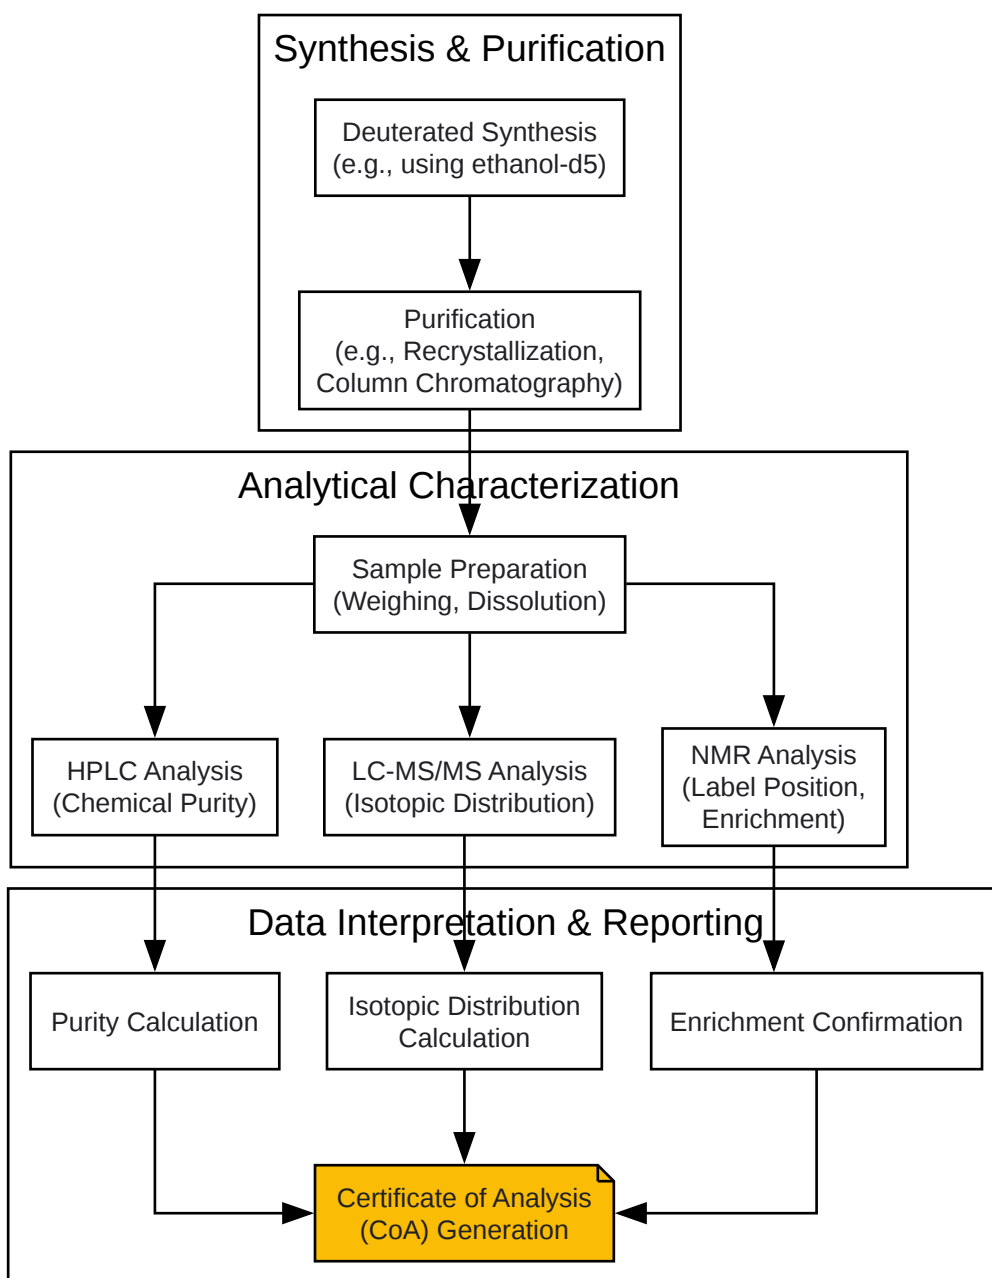 Synthesis & Purification
Deuterated Synthesis
(e.g., using ethanol-d5)
Purification
(e.g., Recrystallization,
Column Chromatography)
Analytical Characterization
Sample Preparation
(Weighing, Dissolution)
HPLC Analysis
(Chemical Purity)
LC-MS/MS Analysis
(Isotopic Distribution)
NMR Analysis
(Label Position,
Enrichment)
Data Interpretation & Reporting
Purity Calculation
Isotopic Distribution
Calculation
Enrichment Confirmation
Certificate of Analysis
(CoA) Generation